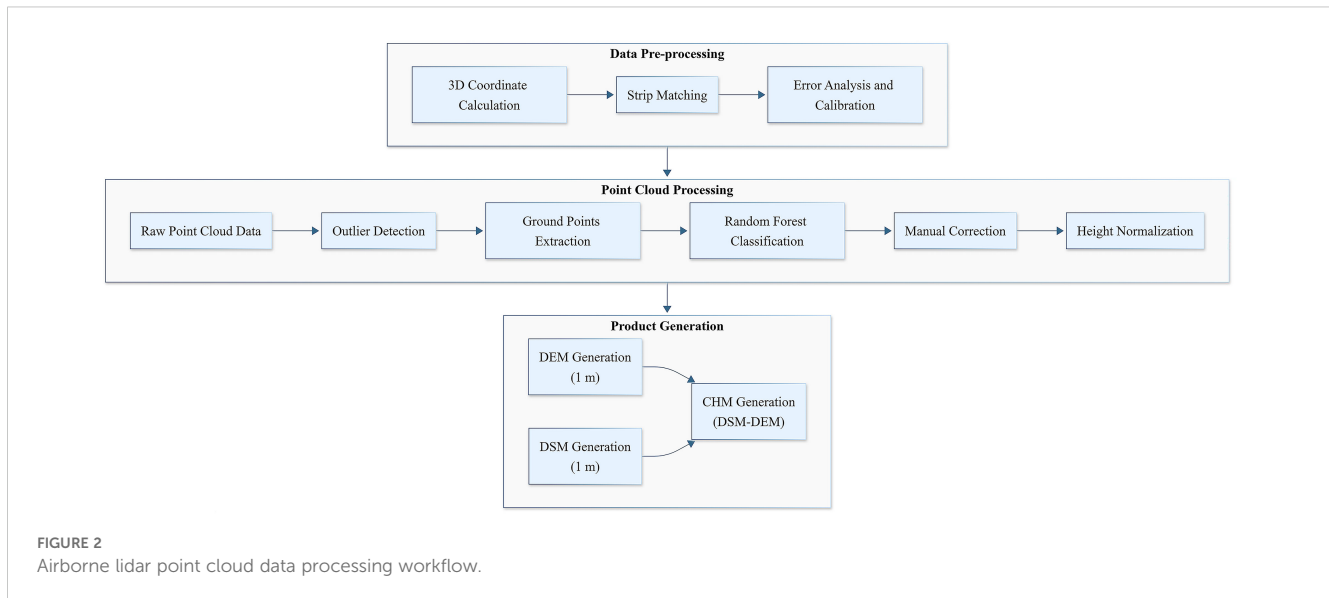 Data Pre-processing
3D Coordinate
Calculation
Strip Matching
Error Analysis and
Calibration
Point Cloud Processing
Raw Point Cloud Data
Outlier Detection
Ground Points
Extraction
Random Forest
Classification
Manual Correction
Height Normalization
Product Generation
DEM Generation
(1 m)
DSM Generation
(1 m)
CHM Generation
(DSM-DEM)
FIGURE 2
Airborne lidar point cloud data processing workflow.